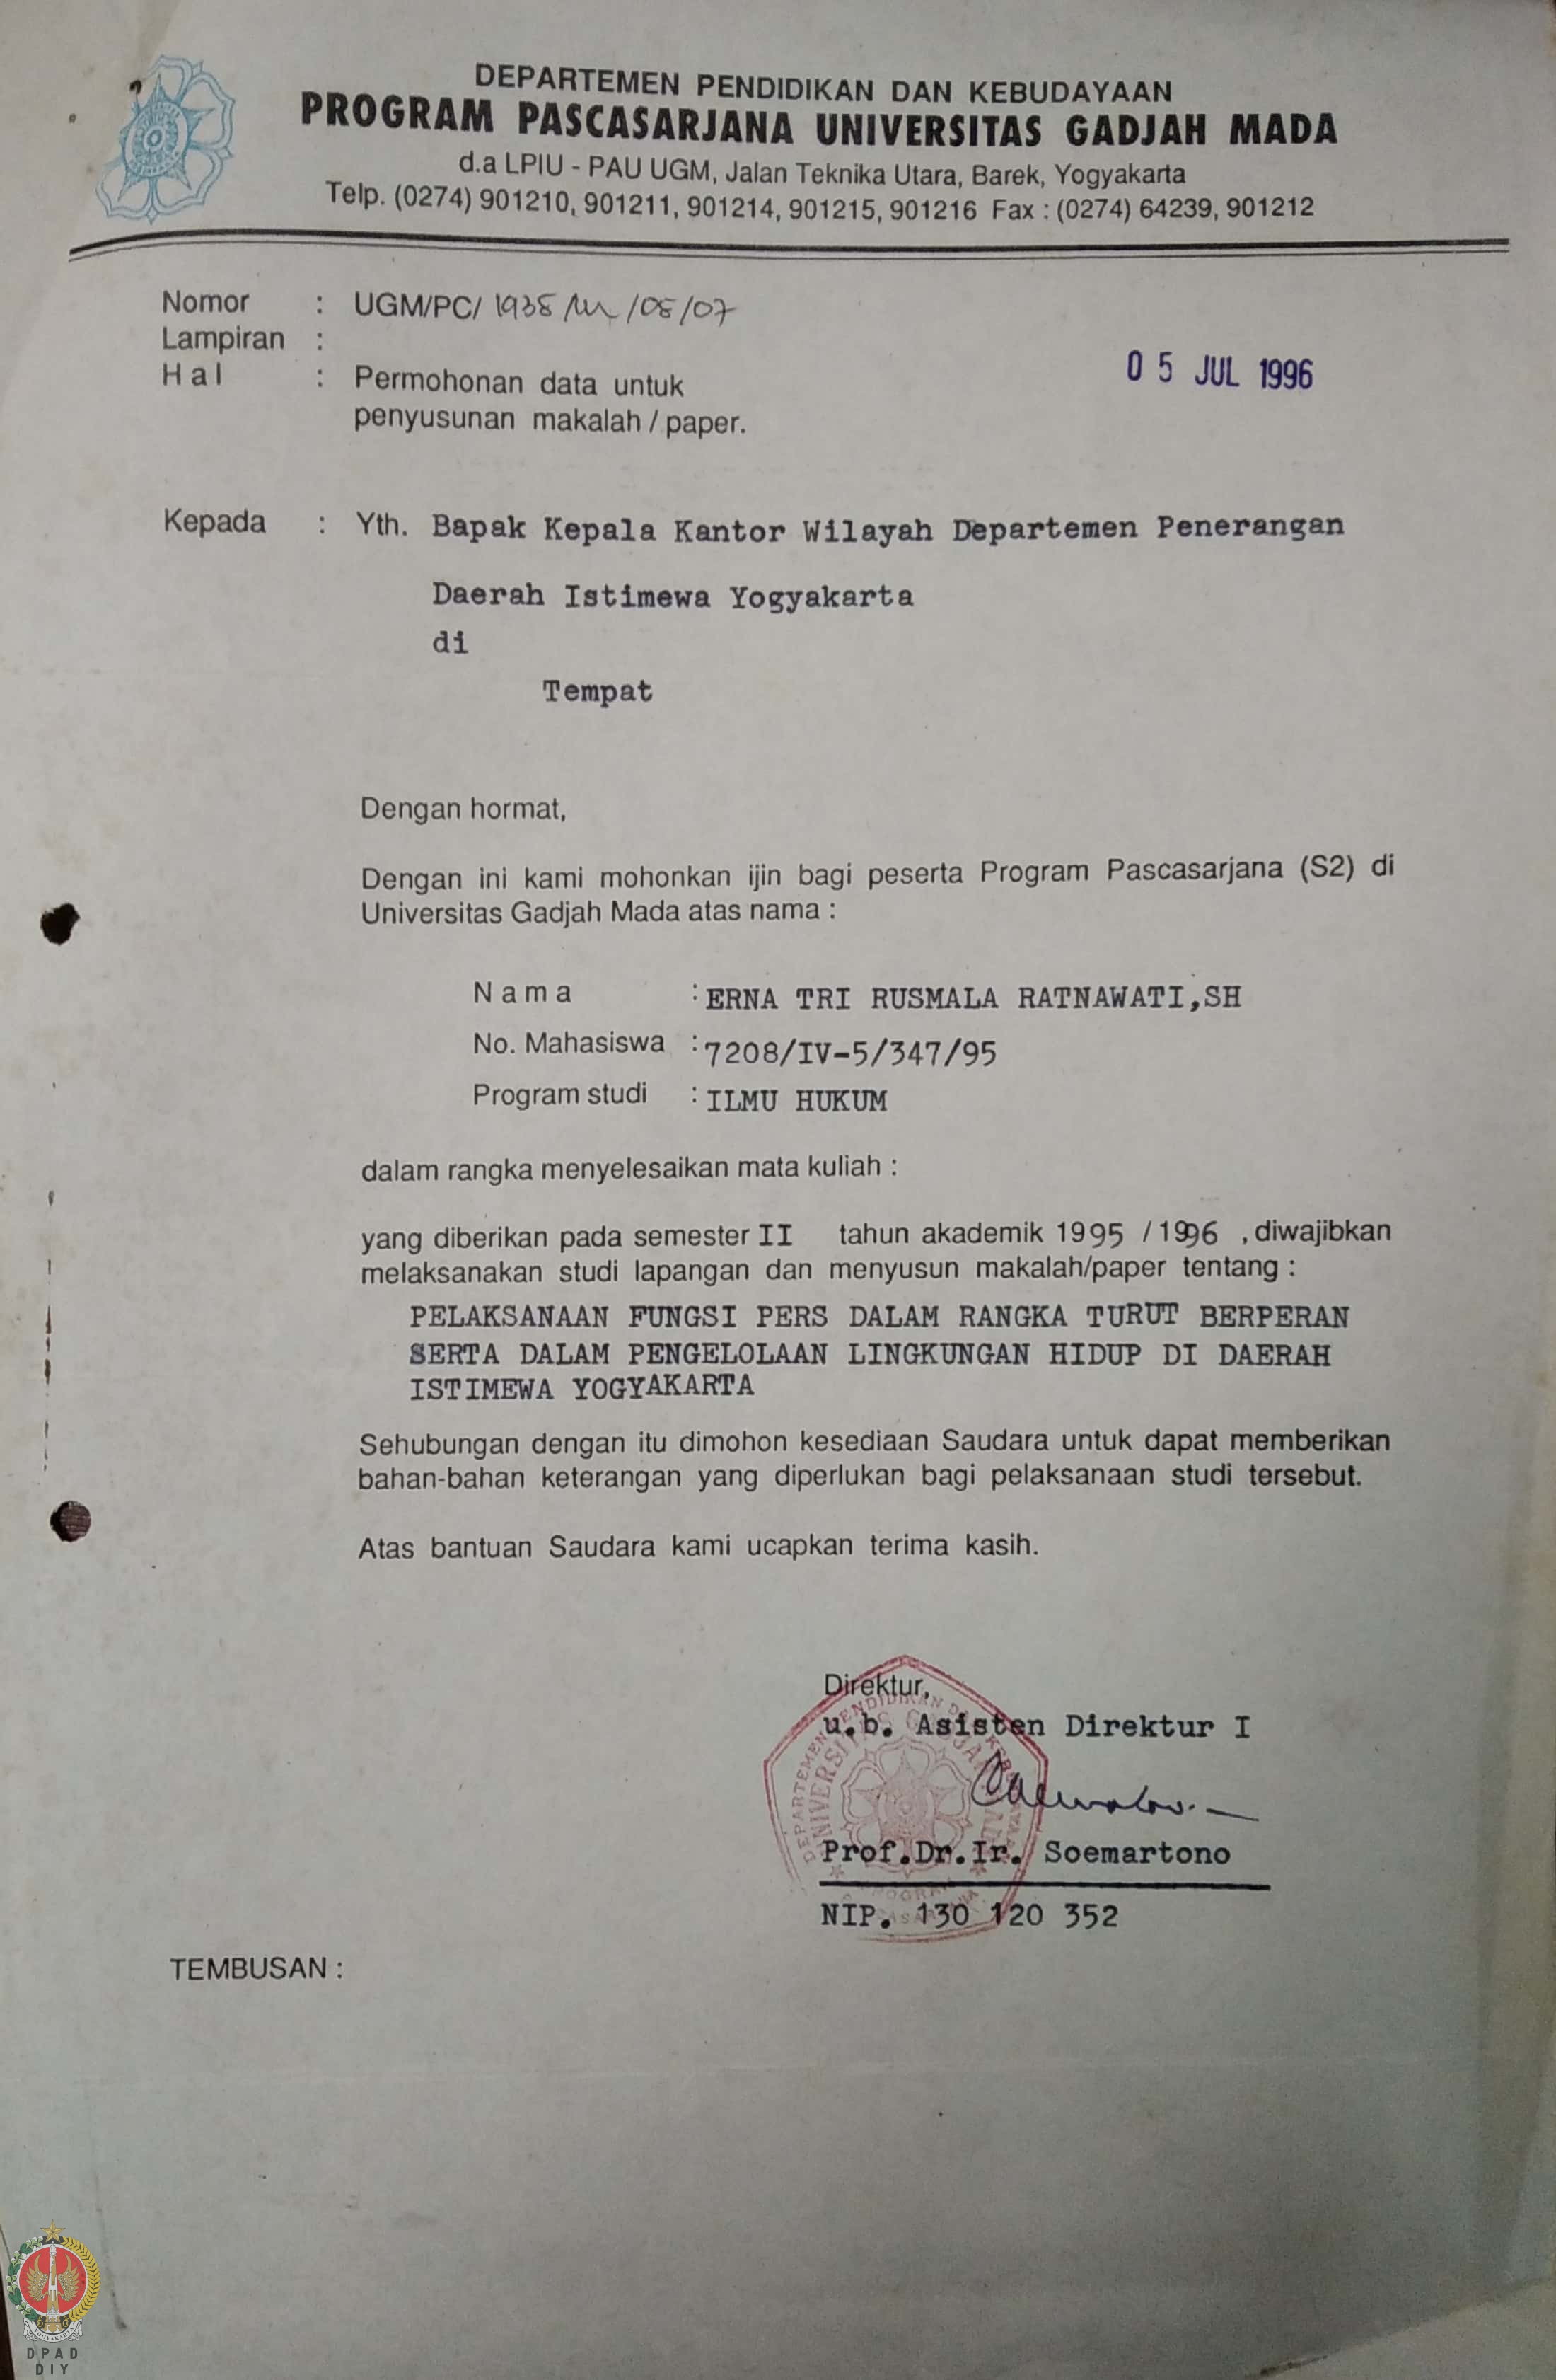 DEPARTEMEN PENDIDIKAN DAN KEBUDAYAAN
PROGRAM PASCASARJANA UNIVERSITAS GADJAH MADA
d.a LPIU - PAU UGM, Jalan Teknika Utara, Barek, Yogyakarta
Telp. (0274) 901210, 901211, 901214, 901215, 901216 Fax : (0274) 64239, 901212
Nomor : UGM/PC/ 1938 / /08/07
Lampiran :
Hal : Permohonan data untuk
05 JUL 1996
penyusunan makalah / paper.
Kepada : Yth. Bapak Kepala Kantor Wilayah Departemen Penerangan
Daerah Istimewa Yogyakarta
di
Tempat
Dengan hormat,
Dengan ini kami mohonkan ijin bagi peserta Program Pascasarjana (S2) di
Universitas Gadjah Mada atas nama :
Nama : ERNA TRI RUSMALA RATNAWATI,SH
No. Mahasiswa : 7208/IV-5/347/95
Program studi : ILMU HUKUM
dalam rangka menyelesaikan mata kuliah :
yang diberikan pada semester II tahun akademik 1995 / 1996 , diwajibkan
melaksanakan studi lapangan dan menyusun makalah/paper tentang :
PELAKSANAAN FUNGSI PERS DALAM RANGKA TURUT BERPERAN
SERTA DALAM PENGELOLAAN LINGKUNGAN HIDUP DI DAERAH
ISTIMEWA YOGYAKARTA
Sehubungan dengan itu dimohon kesediaan Saudara untuk dapat memberikan
bahan-bahan keterangan yang diperlukan bagi pelaksanaan studi tersebut.
Atas bantuan Saudara kami ucapkan terima kasih.
Direktur,
u.b. Asisten Direktur I
Prof.Dr.Ir. Soemartono
NIP. 130 120 352
TEMBUSAN :
YOGYAKARTA
DPAD
DIY